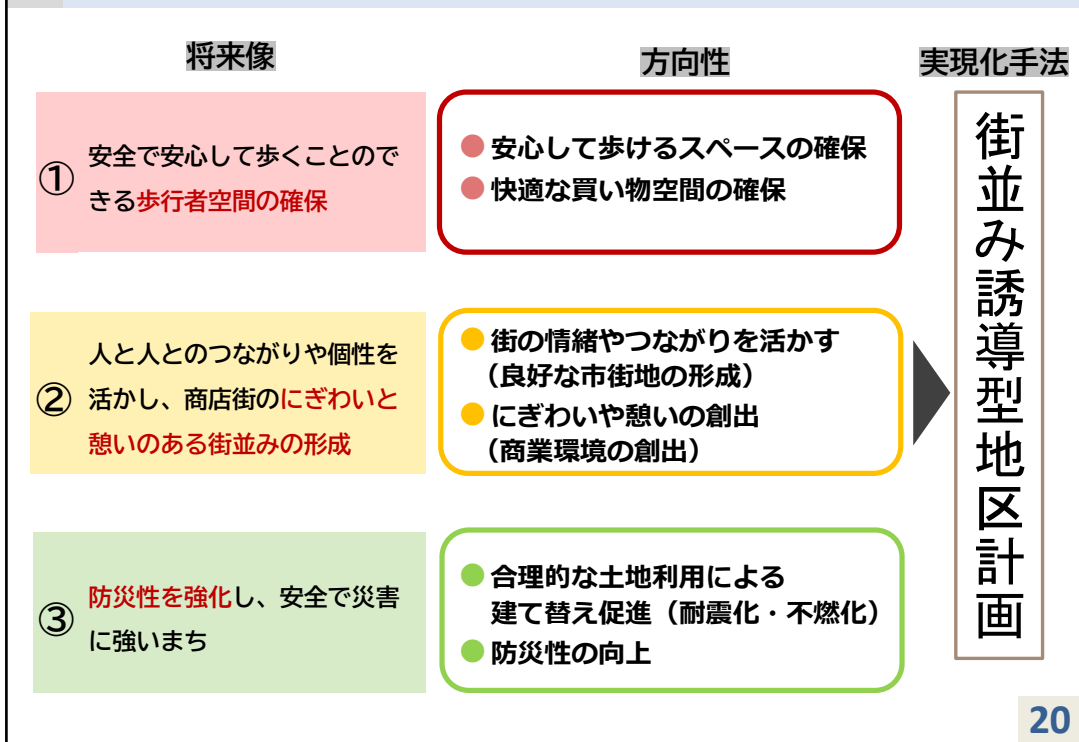 将来像
方向性
実現化手法
① 安全で安心して歩くことので
きる歩行者空間の確保
● 安心して歩けるスペースの確保
● 快適な買い物空間の確保
② 人と人とのつながりや個性を
活かし、商店街のにぎわいと
憩いのある街並みの形成
● 街の情緒やつながりを活かす
（良好な市街地の形成）
● にぎわいや憩いの創出
（商業環境の創出）
③ 防災性を強化し、安全で災害
に強いまち
● 合理的な土地利用による
建て替え促進（耐震化・不燃化）
● 防災性の向上
街並み誘導型地区計画
20